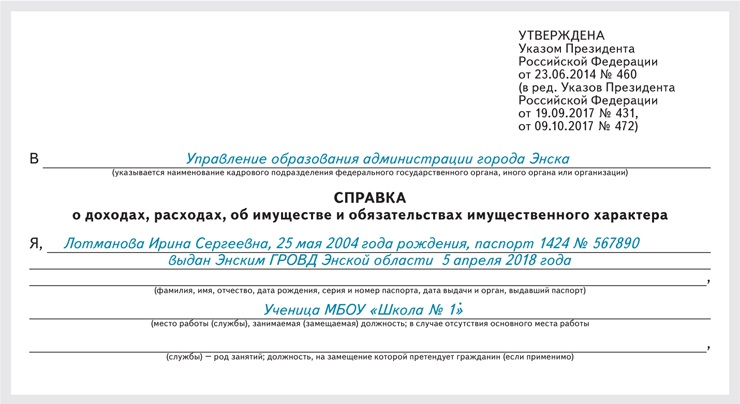 УТВЕРЖДЕНА
Указом Президента
Российской Федерации
от 23.06.2014 № 460
(в ред. Указов Президента
Российской Федерации
от 19.09.2017 № 431,
от 09.10.2017 № 472)
В Управление образования администрации города Энска
(указывается наименование кадрового подразделения федерального государственного органа, иного органа или организации)
СПРАВКА
о доходах, расходах, об имуществе и обязательствах имущественного характера
Я, Лотманова Ирина Сергеевна, 25 мая 2004 года рождения, паспорт 1424 № 567890
выдан Энским ГРОВД Энской области 5 апреля 2018 года
,
(фамилия, имя, отчество, дата рождения, серия и номер паспорта, дата выдачи и орган, выдавший паспорт)
Ученица МБОУ «Школа № 1»
(место работы (службы), занимаемая (замещаемая) должность; в случае отсутствия основного места работы
,
(службы) – род занятий; должность, на замещение которой претендует гражданин (если применимо)